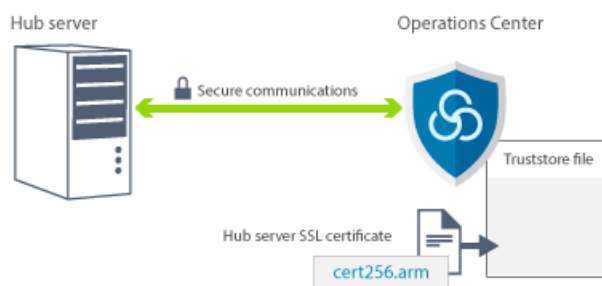 Hub server
Operations Center
Secure communications
Truststore file
Hub server SSL certificate
cert256.arm